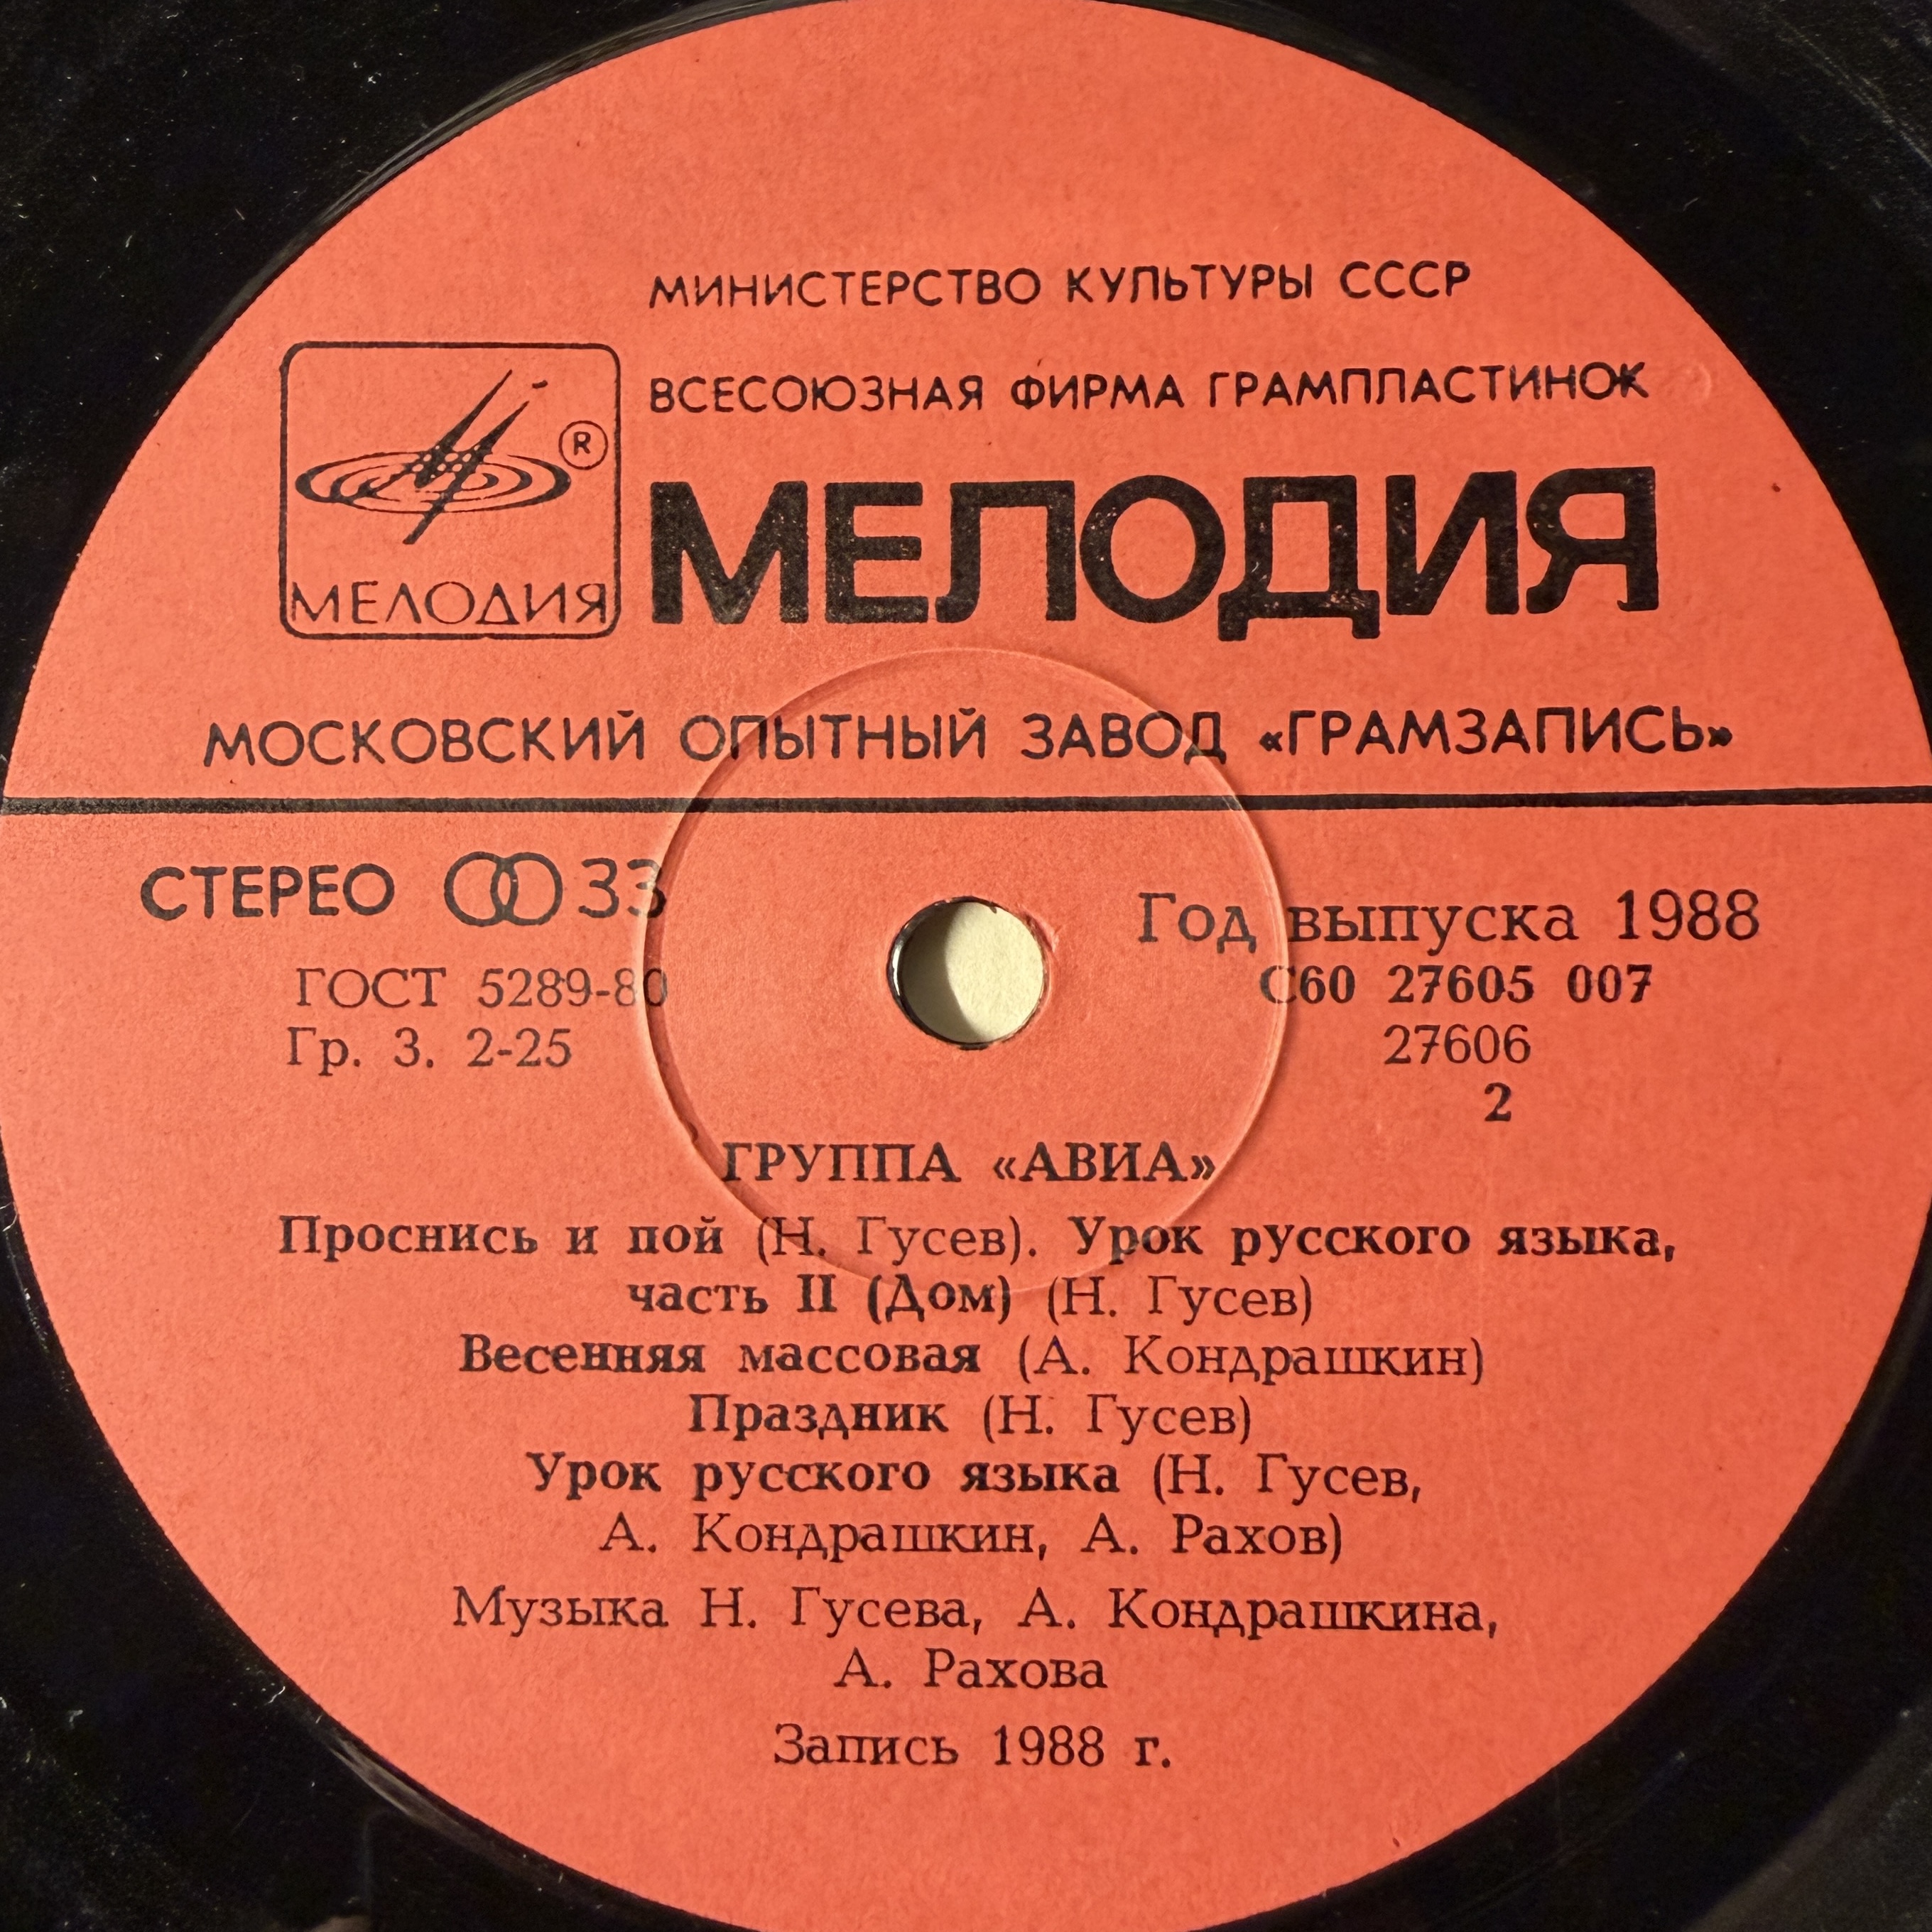 МИНИСТЕРСТВО КУЛЬТУРЫ СССР
ВСЕСОЮЗНАЯ ФИРМА ГРАМПЛАСТИНОК
®
МЕЛОДИЯ
МЕЛОДИЯ
МОСКОВСКИЙ ОПЫТНЫЙ ЗАВОД «ГРАМЗАПИСЬ»
СТЕРЕО 33
Год выпуска 1988
ГОСТ 5289-80
С60 27605 007
Гр. 3. 2-25
27606
2
ГРУППА «АВИА»
Проснись и пой (Н. Гусев). Урок русского языка,
часть II (Дом) (Н. Гусев)
Весенняя массовая (А. Кондрашкин)
Праздник (Н. Гусев)
Урок русского языка (Н. Гусев,
А. Кондрашкин, А. Рахов)
Музыка Н. Гусева, А. Кондрашкина,
А. Рахова
Запись 1988 г.